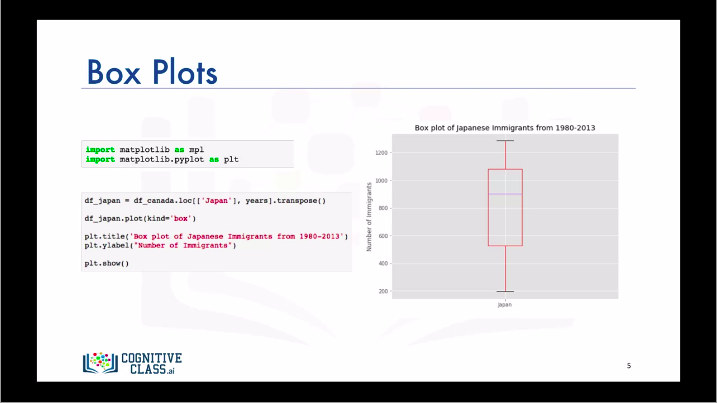 Box Plots
import matplotlib as mpl
import matplotlib.pyplot as plt
df_japan = df_canada.loc[['Japan'], years].transpose()
df_japan.plot(kind='box')
plt.title('Box plot of Japanese Immigrants from 1980-2013')
plt.ylabel("Number of Immigrants")
plt.show()
Box plot of Japanese Immigrants from 1980-2013
Number of Immigrants
1200
1000
800
600
400
200
Japan
COGNITIVE
CLASS.ai
5